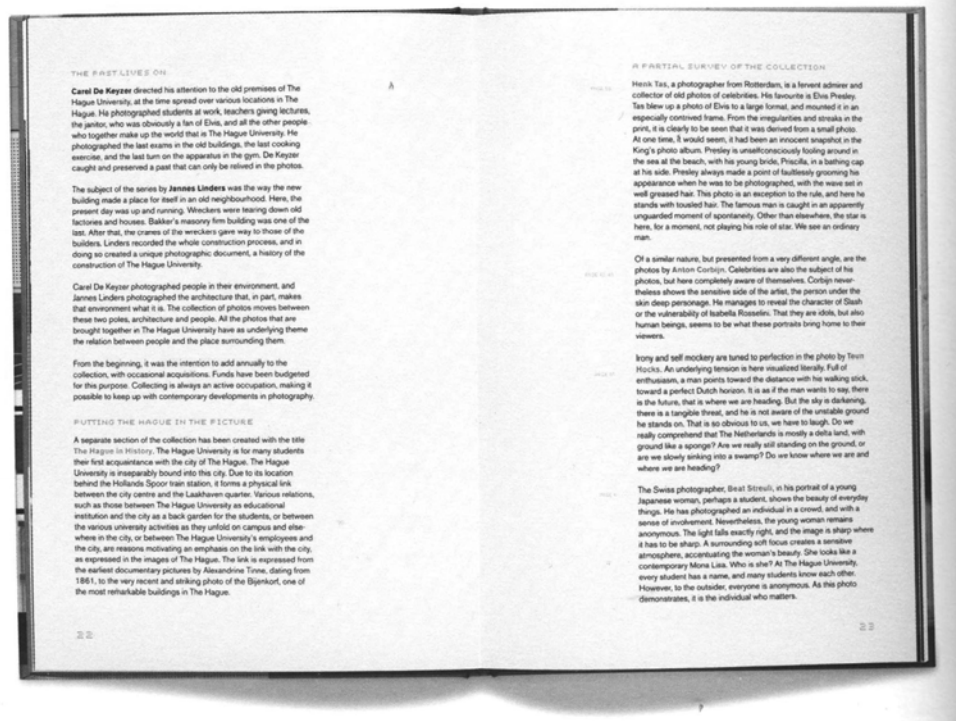 THE PAST LIVES ON
Carel De Keyzer directed his attention to the old premises of The
Hague University, at the time spread over various locations in The
Hague. He photographed students at work, teachers giving lectures,
the janitor, who was obviously a fan of Elvis, and all the other people
who together make up the world that is The Hague University. He
photographed the last exams in the old buildings, the last cooking
exercise, and the last turn on the apparatus in the gym. De Keyzer
caught and preserved a past that can only be relived in the photos.
The subject of the series by Jannes Linders was the way the new
building made a place for itself in an old neighbourhood. Here, the
present day was up and running. Wreckers were tearing down old
factories and houses. Bakker's masonry firm building was one of the
last. After that, the cranes of the wreckers gave way to those of the
builders. Linders recorded the whole construction process, and in
doing so created a unique photographic document, a history of the
construction of The Hague University.
Carel De Keyzer photographed people in their environment, and
Jannes Linders photographed the architecture that, in part, makes
that environment what it is. The collection of photos moves between
these two poles, architecture and people. All the photos that are
brought together in The Hague University have as underlying theme
the relation between people and the place surrounding them.
From the beginning, it was the intention to add annually to the
collection, with occasional acquisitions. Funds have been budgeted
for this purpose. Collecting is always an active occupation, making it
possible to keep up with contemporary developments in photography.
PUTTING THE HAGUE IN THE PICTURE
A separate section of the collection has been created with the title
The Hague in History. The Hague University is for many students
their first acquaintance with the city of The Hague. The Hague
University is inseparably bound into this city. Due to its location
behind the Hollands Spoor train station, it forms a physical link
between the city centre and the Laakhaven quarter. Various relations,
such as those between The Hague University as educational
institution and the city as a back garden for the students, or between
the various university activities as they unfold on campus and else-
where in the city, or between The Hague University's employees and
the city, are reasons motivating an emphasis on the link with the city,
as expressed in the images of The Hague. The link is expressed from
the earliest documentary pictures by Alexandrine Tinne, dating from
1861, to the very recent and striking photo of the Bijenkorf, one of
the most remarkable buildings in The Hague.
22
A PARTIAL SURVEY OF THE COLLECTION
Henk Tas, a photographer from Rotterdam, is a fervent admirer and
collector of old photos of celebrities. His favourite is Elvis Presley.
Tas blew up a photo of Elvis to a large format, and mounted it in an
especially contrived frame. From the irregularities and streaks in the
print, it is clearly to be seen that it was derived from a small photo.
At one time, it would seem, it had been an innocent snapshot in the
King's photo album. Presley is unselfconsciously fooling around in
the sea at the beach, with his young bride, Priscilla, in a bathing cap
at his side. Presley always made a point of faultlessly grooming his
appearance when he was to be photographed, with the wave set in
well greased hair. This photo is an exception to the rule, and here he
stands with tousled hair. The famous man is caught in an apparently
unguarded moment of spontaneity. Other than elsewhere, the star is
here, for a moment, not playing his role of star. We see an ordinary
man.
Of a similar nature, but presented from a very different angle, are the
photos by Anton Corbijn. Celebrities are also the subject of his
photos, but here completely aware of themselves. Corbijn never-
theless shows the sensitive side of the artist, the person under the
skin deep personage. He manages to reveal the character of Slash
or the vulnerability of Isabella Rosselini. That they are idols, but also
human beings, seems to be what these portraits bring home to their
viewers.
Irony and self mockery are tuned to perfection in the photo by Teun
Hocks. An underlying tension is here visualized literally. Full of
enthusiasm, a man points toward the distance with his walking stick,
toward a perfect Dutch horizon. It is as if the man wants to say, there
is the future, that is where we are heading. But the sky is darkening,
there is a tangible threat, and he is not aware of the unstable ground
he stands on. That is so obvious to us, we have to laugh. Do we
really comprehend that The Netherlands is mostly a delta land, with
ground like a sponge? Are we really still standing on the ground, or
are we slowly sinking into a swamp? Do we know where we are and
where we are heading?
The Swiss photographer, Beat Streuli, in his portrait of a young
Japanese woman, perhaps a student, shows the beauty of everyday
things. He has photographed an individual in a crowd, and with a
sense of involvement. Nevertheless, the young woman remains
anonymous. The light falls exactly right, and the image is sharp where
it has to be sharp. A surrounding soft focus creates a sensitive
atmosphere, accentuating the woman's beauty. She looks like a
contemporary Mona Lisa. Who is she? At The Hague University,
every student has a name, and many students know each other.
However, to the outsider, everyone is anonymous. As this photo
demonstrates, it is the individual who matters.
23